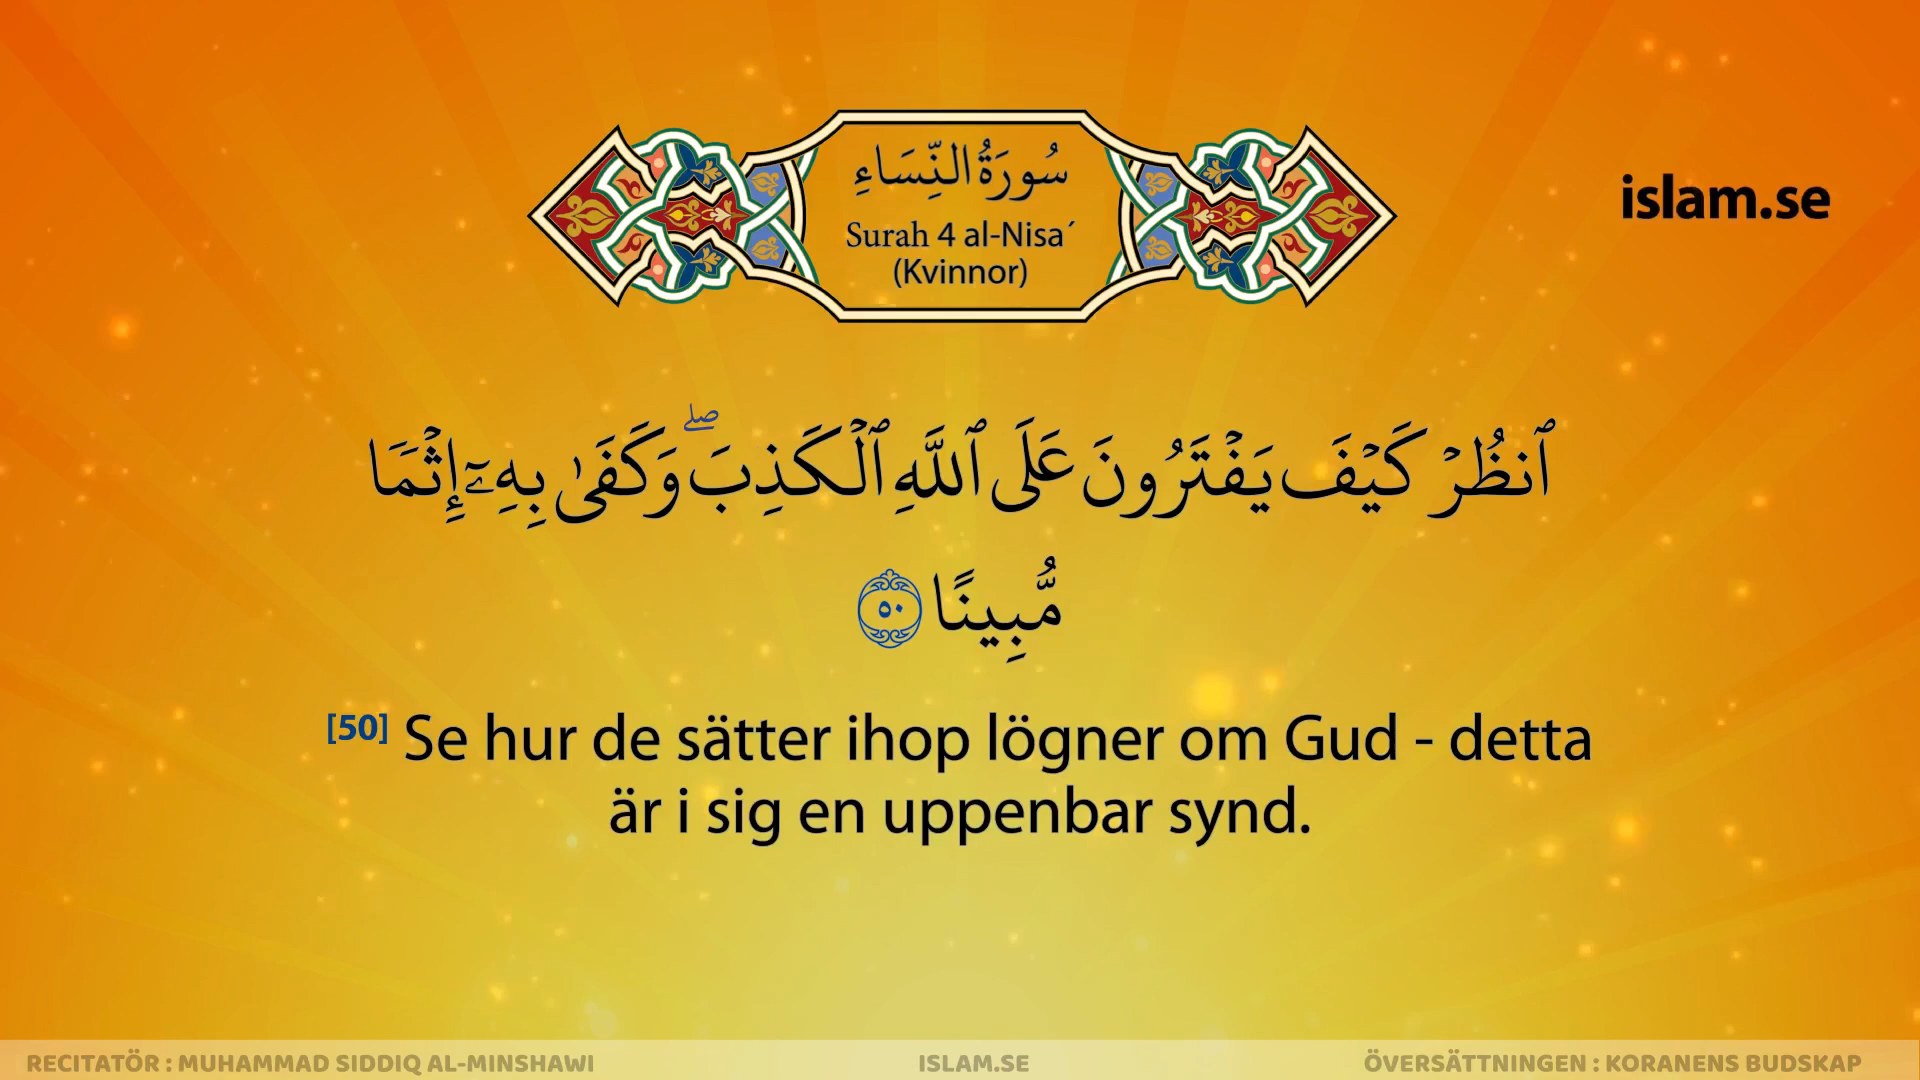 سُورَةُ النِّسَاءِ
Surah 4 al-Nisa´
(Kvinnor)
islam.se
ٱنظُرۡ كَيۡفَ يَفۡتَرُونَ عَلَى ٱللَّهِ ٱلۡكَذِبَۖ وَكَفَىٰ بِهِۦٓ إِثۡمٗا
مُّبِينًا ٥٠
[50] Se hur de sätter ihop lögner om Gud - detta
är i sig en uppenbar synd.
RECITATÖR : MUHAMMAD SIDDIQ AL-MINSHAWI
ISLAM.SE
ÖVERSÄTTNINGEN : KORANENS BUDSKAP